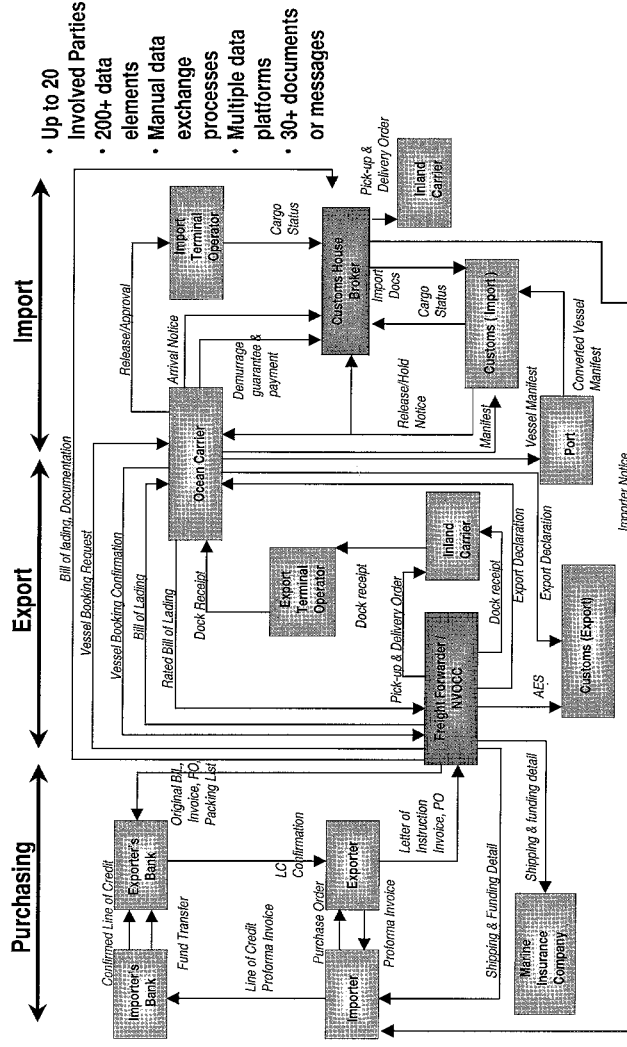 Purchasing
Export
Import
• Up to 20
Involved Parties
• 200+ data
elements
• Manual data
exchange
processes
• Multiple data
platforms
• 30+ documents
or messages
Bill of lading, Documentation
Vessel Booking Request
Vessel Booking Confirmation
Bill of Lading
Rated Bill of Lading
Dock Receipt
Confirmed Line of Credit
Importer's
Bank
Exporter's
Bank
Fund Transfer
Original B/L,
Invoice, PO,
Packing List
Line of Credit
Proforma Invoice
LC
Confirmation
Purchase Order
Importer
Exporter
Proforma Invoice
Letter of
Instruction
Invoice, PO
Shipping & Funding Detail
Shipping & funding detail
Marine
Insurance
Company
Freight Forwarder /
NVOCC
Pick-up & Delivery Order
Export
Terminal
Operator
Dock receipt
Inland
Carrier
Dock receipt
Export Declaration
Export Declaration
AES
Customs (Export)
Ocean Carrier
Release/Approval
Arrival Notice
Demurrage
guarantee &
payment
Import
Terminal
Operator
Cargo
Status
Customs House
Broker
Pick-up &
Delivery Order
Inland
Carrier
Import
Docs
Cargo
Status
Release/Hold
Notice
Manifest
Customs (Import)
Vessel Manifest
Converted Vessel
Manifest
Port
Importer Notice